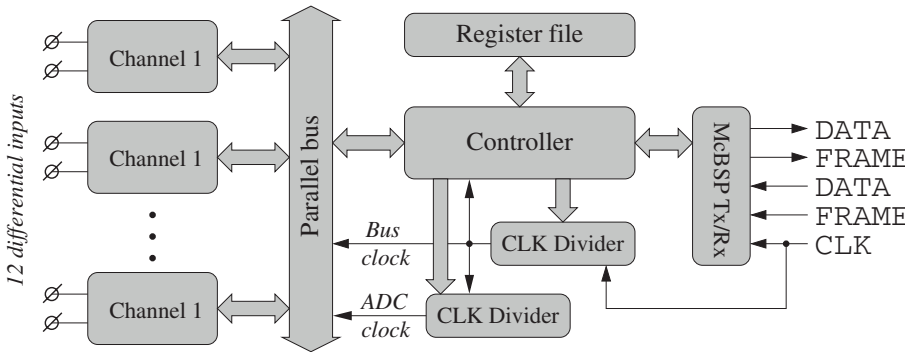 12 differential inputs
Channel 1
Channel 1
Channel 1
Parallel bus
Register file
Controller
McBSP Tx/Rx
DATA
FRAME
DATA
FRAME
CLK
Bus
clock
CLK Divider
ADC
clock
CLK Divider